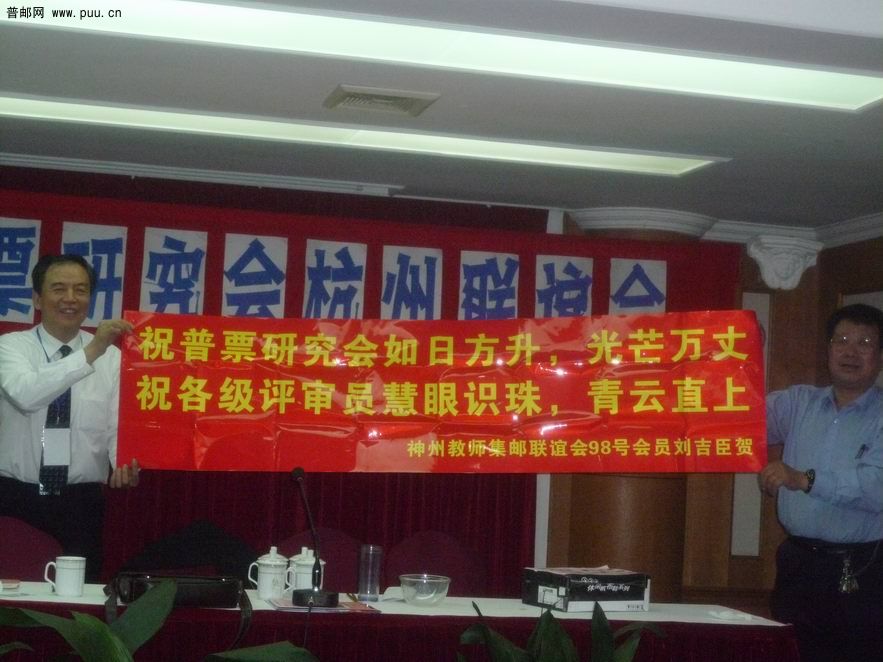 普邮网 www.puu.cn
票研究会杭州联谊会
祝普票研究会如日方升，光芒万丈
祝各级评审员慧眼识珠，青云直上
神州教师集邮联谊会98号会员刘吉臣贺